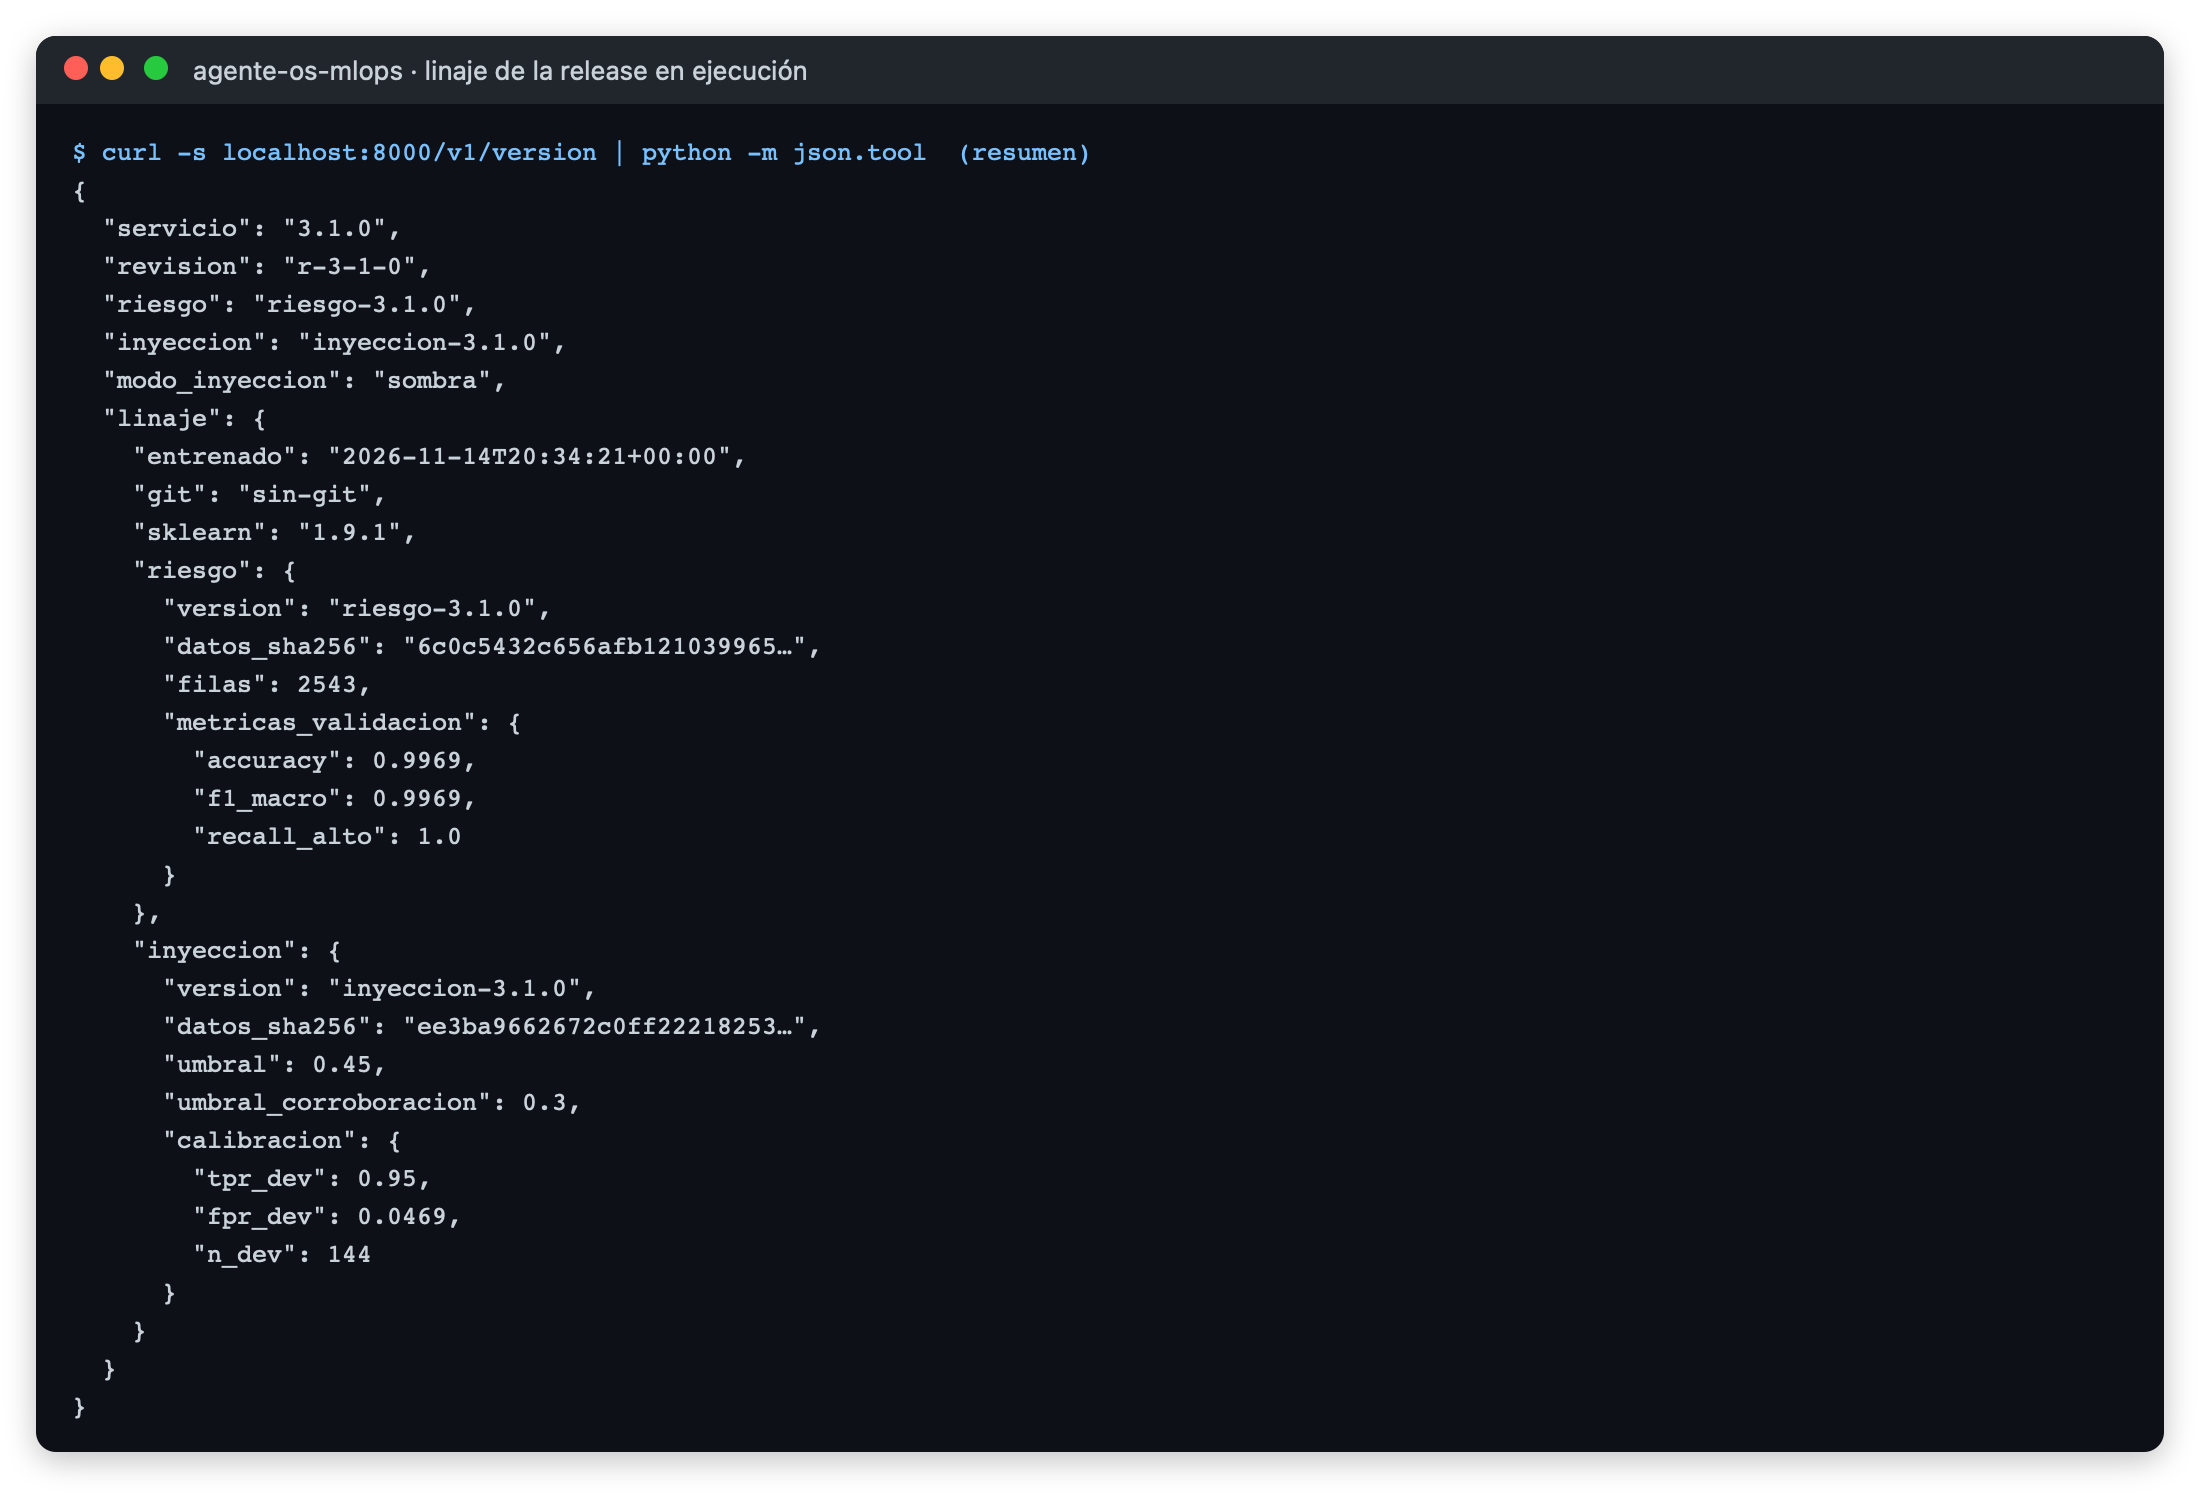 agente-os-mlops · linaje de la release en ejecución
$ curl -s localhost:8000/v1/version | python -m json.tool  (resumen)
{
  "servicio": "3.1.0",
  "revision": "r-3-1-0",
  "riesgo": "riesgo-3.1.0",
  "inyeccion": "inyeccion-3.1.0",
  "modo_inyeccion": "sombra",
  "linaje": {
    "entrenado": "2026-11-14T20:34:21+00:00",
    "git": "sin-git",
    "sklearn": "1.9.1",
    "riesgo": {
      "version": "riesgo-3.1.0",
      "datos_sha256": "6c0c5432c656afb121039965…",
      "filas": 2543,
      "metricas_validacion": {
        "accuracy": 0.9969,
        "f1_macro": 0.9969,
        "recall_alto": 1.0
      }
    },
    "inyeccion": {
      "version": "inyeccion-3.1.0",
      "datos_sha256": "ee3ba9662672c0ff22218253…",
      "umbral": 0.45,
      "umbral_corroboracion": 0.3,
      "calibracion": {
        "tpr_dev": 0.95,
        "fpr_dev": 0.0469,
        "n_dev": 144
      }
    }
  }
}